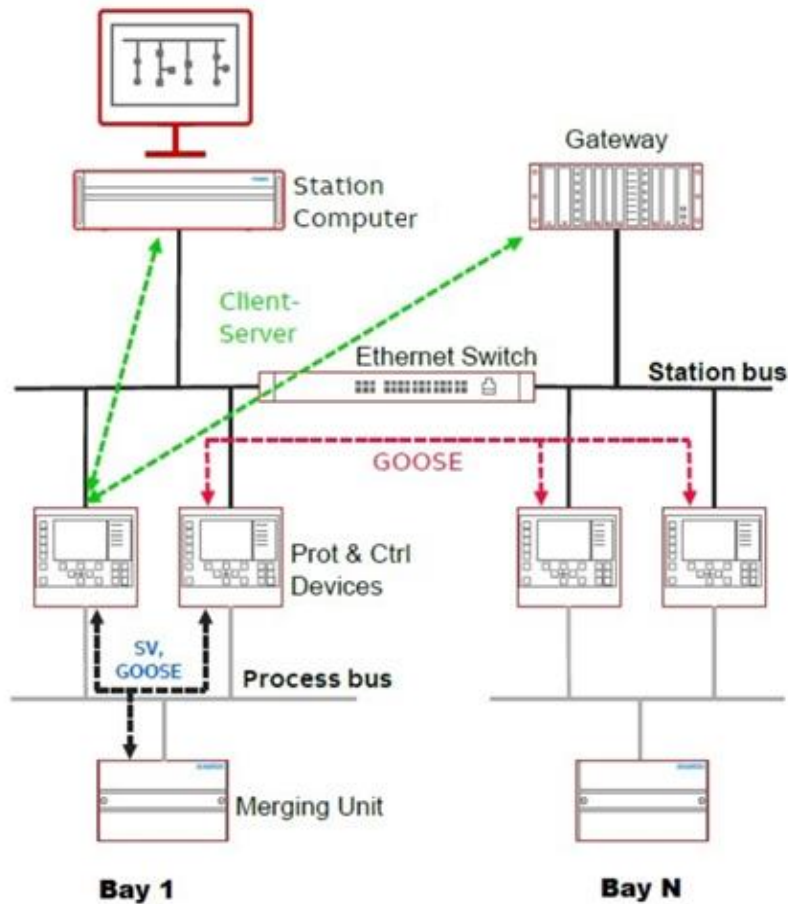 Gateway
Station
Computer
Client-
Server
Ethernet Switch
Station bus
GOOSE
Prot & Ctrl
Devices
SV,
GOOSE
Process bus
Merging Unit
Bay 1
Bay N